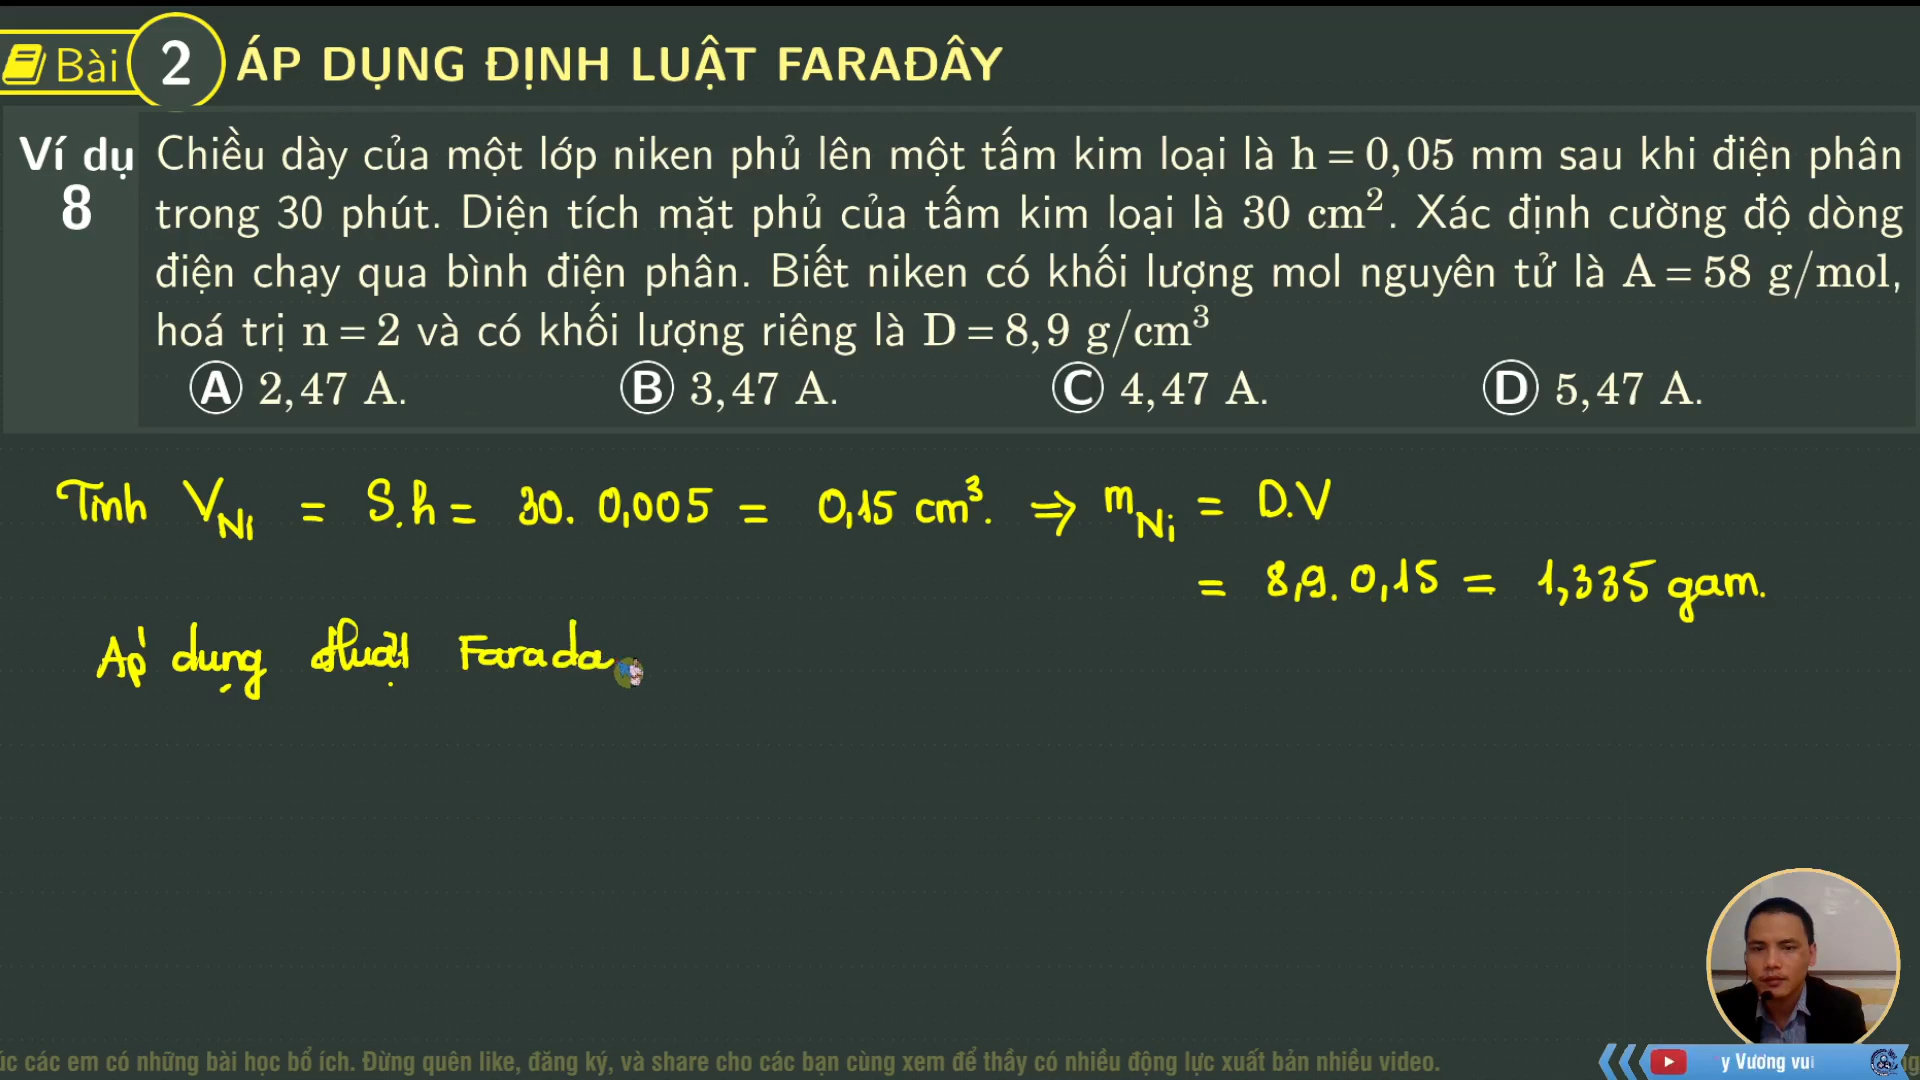 Bài 2 ÁP DỤNG ĐỊNH LUẬT FARAĐÂY
Ví dụ 8
Chiều dày của một lớp niken phủ lên một tấm kim loại là h = 0,05 mm sau khi điện phân
trong 30 phút. Diện tích mặt phủ của tấm kim loại là 30 cm². Xác định cường độ dòng
điện chạy qua bình điện phân. Biết niken có khối lượng mol nguyên tử là A = 58 g/mol,
hoá trị n = 2 và có khối lượng riêng là D = 8,9 g/cm³
A 2,47 A. B 3,47 A. C 4,47 A. D 5,47 A.
Tính V_Ni = S.h = 30. 0,005 = 0,15 cm³. ⇒ m_Ni = D.V
= 8,9. 0,15 = 1,335 gam.
Áp dụng đluật Farada
úc các em có những bài học bổ ích. Đừng quên like, đăng ký, và share cho các bạn cùng xem để thầy có nhiều động lực xuất bản nhiều video.
y Vương vui